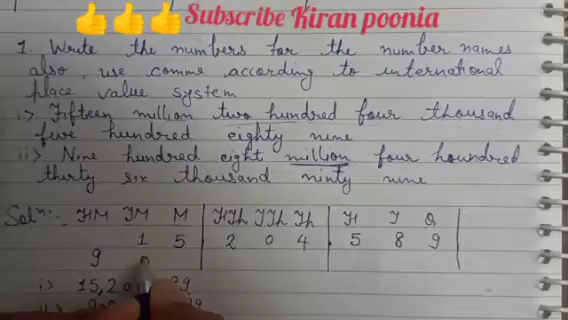 👍👍👍Subscribe Kiran poonia
1. Write the numbers for the number names
also, use comma according to international
place value system
i> Fifteen million two hundred four thousand
five hundred eighty nine
ii> Nine hundred eight million four houndred
thirty six thousand ninty nine
Soln:- HM TM M HTh TTh Th H T O
1 5 2 0 4 5 8 9
9
i> 15,20 89